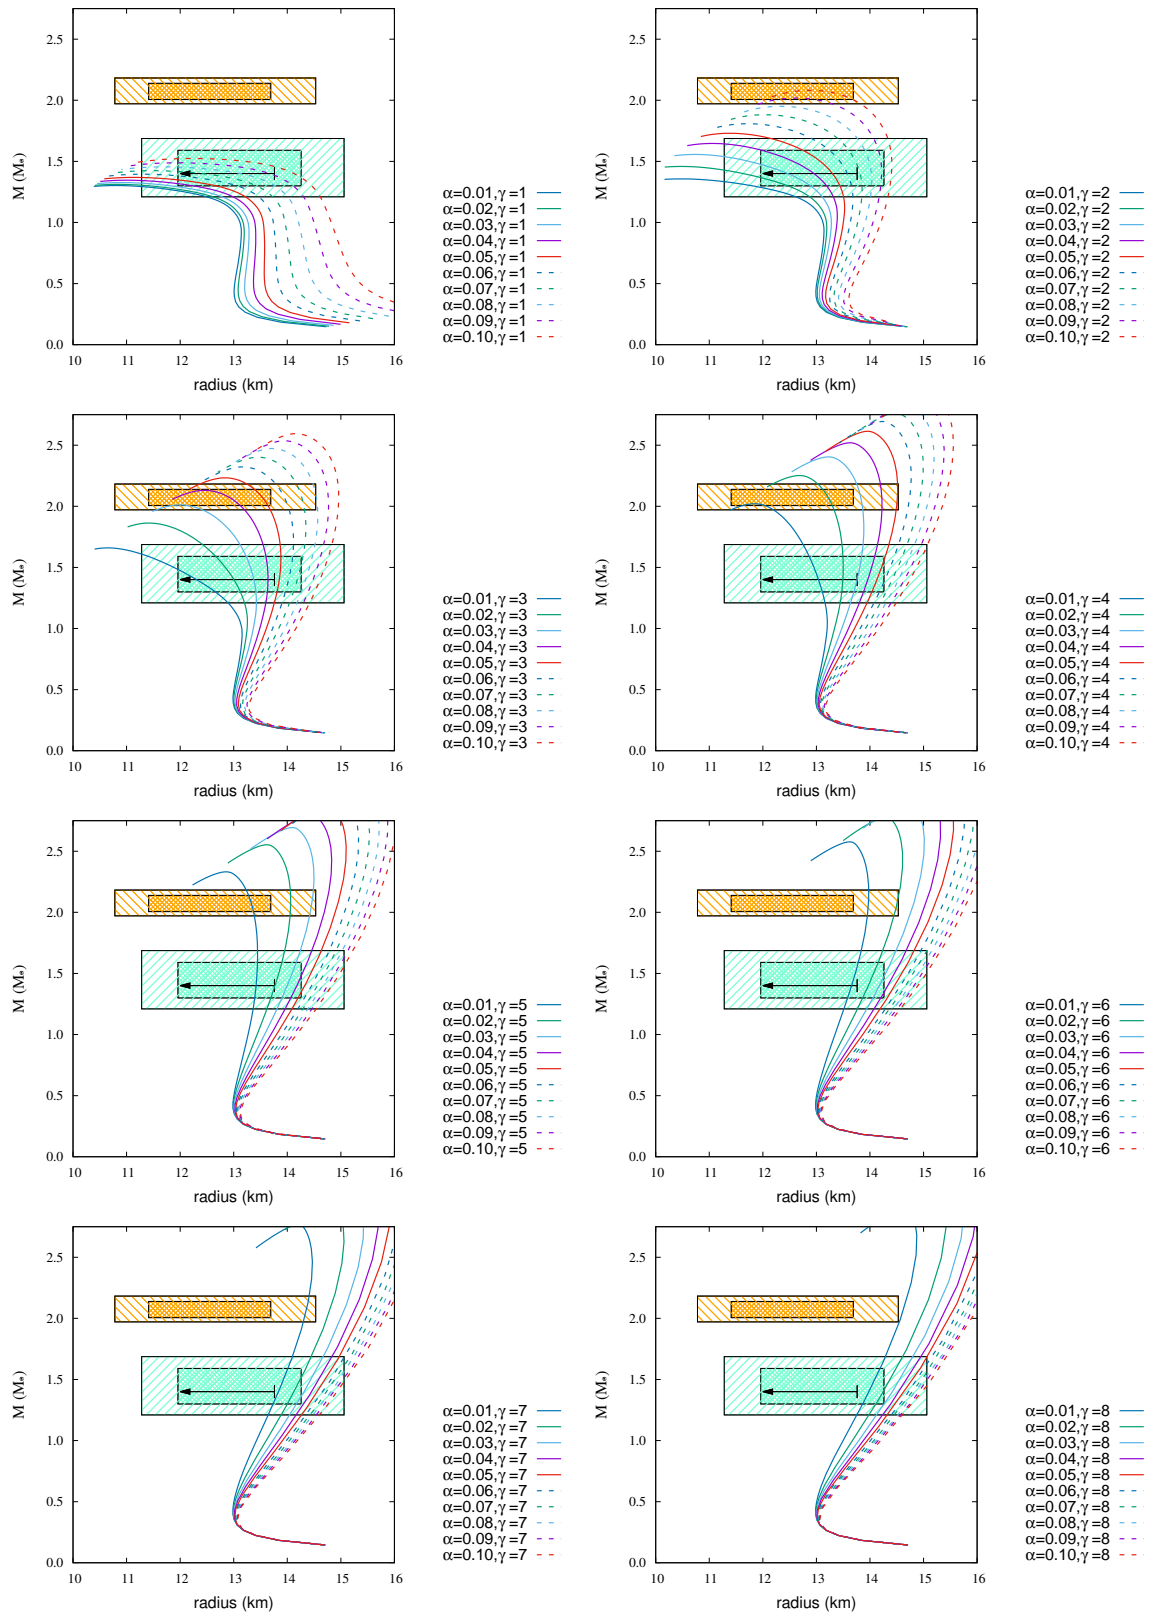 M (M⊙)
2.5
2.0
1.5
1.0
0.5
0.0
10 11 12 13 14 15 16
radius (km)
α=0.01,γ=1
α=0.02,γ=1
α=0.03,γ=1
α=0.04,γ=1
α=0.05,γ=1
α=0.06,γ=1
α=0.07,γ=1
α=0.08,γ=1
α=0.09,γ=1
α=0.10,γ=1
M (M⊙)
2.5
2.0
1.5
1.0
0.5
0.0
10 11 12 13 14 15 16
radius (km)
α=0.01,γ=2
α=0.02,γ=2
α=0.03,γ=2
α=0.04,γ=2
α=0.05,γ=2
α=0.06,γ=2
α=0.07,γ=2
α=0.08,γ=2
α=0.09,γ=2
α=0.10,γ=2
M (M⊙)
2.5
2.0
1.5
1.0
0.5
0.0
10 11 12 13 14 15 16
radius (km)
α=0.01,γ=3
α=0.02,γ=3
α=0.03,γ=3
α=0.04,γ=3
α=0.05,γ=3
α=0.06,γ=3
α=0.07,γ=3
α=0.08,γ=3
α=0.09,γ=3
α=0.10,γ=3
M (M⊙)
2.5
2.0
1.5
1.0
0.5
0.0
10 11 12 13 14 15 16
radius (km)
α=0.01,γ=4
α=0.02,γ=4
α=0.03,γ=4
α=0.04,γ=4
α=0.05,γ=4
α=0.06,γ=4
α=0.07,γ=4
α=0.08,γ=4
α=0.09,γ=4
α=0.10,γ=4
M (M⊙)
2.5
2.0
1.5
1.0
0.5
0.0
10 11 12 13 14 15 16
radius (km)
α=0.01,γ=5
α=0.02,γ=5
α=0.03,γ=5
α=0.04,γ=5
α=0.05,γ=5
α=0.06,γ=5
α=0.07,γ=5
α=0.08,γ=5
α=0.09,γ=5
α=0.10,γ=5
M (M⊙)
2.5
2.0
1.5
1.0
0.5
0.0
10 11 12 13 14 15 16
radius (km)
α=0.01,γ=6
α=0.02,γ=6
α=0.03,γ=6
α=0.04,γ=6
α=0.05,γ=6
α=0.06,γ=6
α=0.07,γ=6
α=0.08,γ=6
α=0.09,γ=6
α=0.10,γ=6
M (M⊙)
2.5
2.0
1.5
1.0
0.5
0.0
10 11 12 13 14 15 16
radius (km)
α=0.01,γ=7
α=0.02,γ=7
α=0.03,γ=7
α=0.04,γ=7
α=0.05,γ=7
α=0.06,γ=7
α=0.07,γ=7
α=0.08,γ=7
α=0.09,γ=7
α=0.10,γ=7
M (M⊙)
2.5
2.0
1.5
1.0
0.5
0.0
10 11 12 13 14 15 16
radius (km)
α=0.01,γ=8
α=0.02,γ=8
α=0.03,γ=8
α=0.04,γ=8
α=0.05,γ=8
α=0.06,γ=8
α=0.07,γ=8
α=0.08,γ=8
α=0.09,γ=8
α=0.10,γ=8